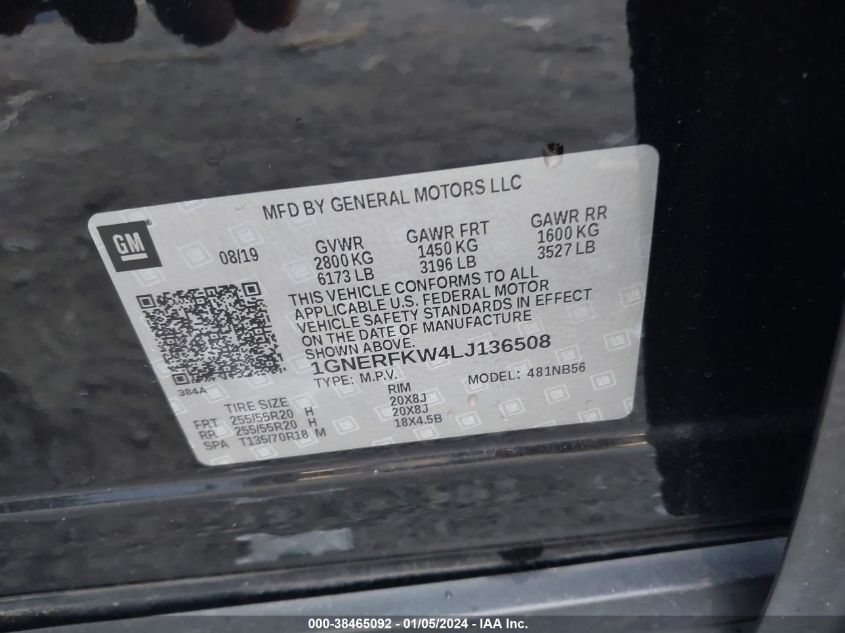 MFD BY GENERAL MOTORS LLC
GM ®
08/19
GVWR GAWR FRT GAWR RR
2800 KG 1450 KG 1600 KG
6173 LB 3196 LB 3527 LB
THIS VEHICLE CONFORMS TO ALL
APPLICABLE U.S. FEDERAL MOTOR
VEHICLE SAFETY STANDARDS IN EFFECT
ON THE DATE OF MANUFACTURE
SHOWN ABOVE.
1GNERFKW4LJ136508
TYPE: M.P.V. MODEL: 481NB56
384A
TIRE SIZE RIM
FRT 255/55R20 H 20X8J
RR 255/55R20 H 20X8J
SPA T135/70R18 M 18X4.5B
000-38465092 - 01/05/2024 - IAA Inc.